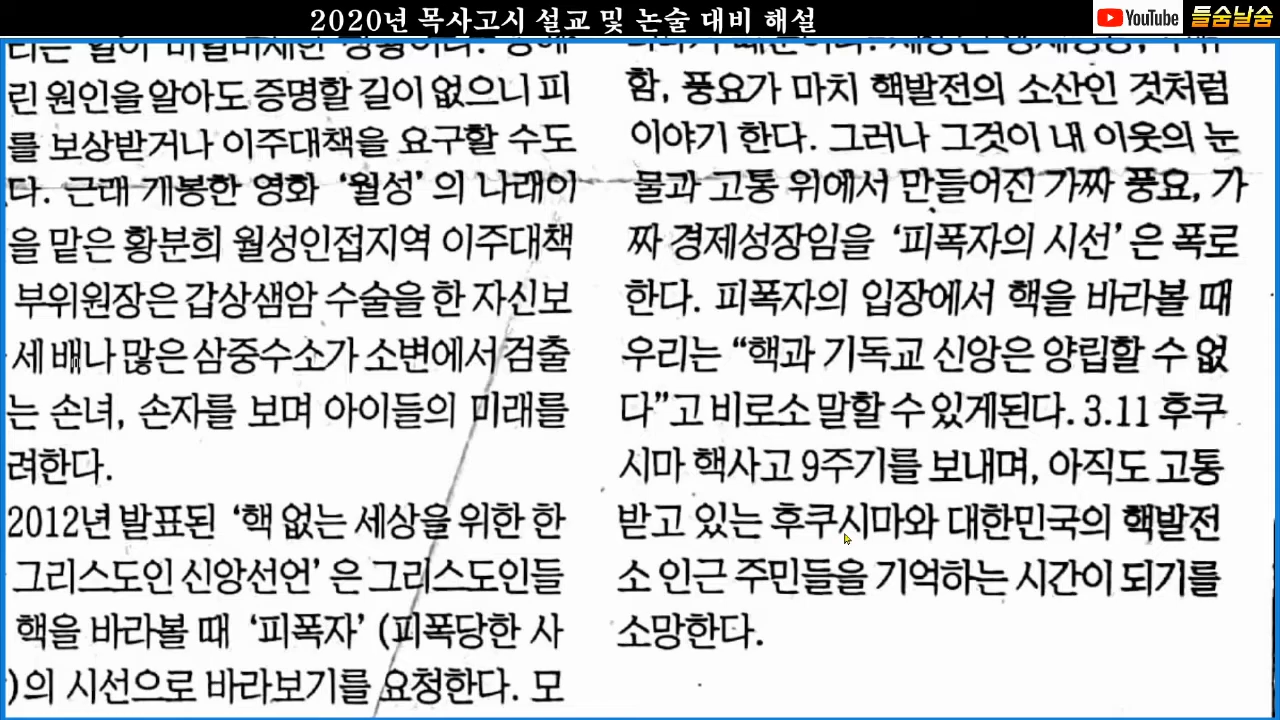 2020년 목사고시 설교 및 논술 대비 해설
YouTube
들숨날숨
린 원인을 알아도 증명할 길이 없으니 피
를 보상받거나 이주대책을 요구할 수도
다. 근래 개봉한 영화 ‘월성’의 나래이
을 맡은 황분희 월성인접지역 이주대책
부위원장은 갑상샘암 수술을 한 자신보
세 배나 많은 삼중수소가 소변에서 검출
는 손녀, 손자를 보며 아이들의 미래를
려한다.
2012년 발표된 ‘핵 없는 세상을 위한 한
그리스도인 신앙선언’은 그리스도인들
핵을 바라볼 때 ‘피폭자’(피폭당한 사
)의 시선으로 바라보기를 요청한다. 모
함, 풍요가 마치 핵발전의 소산인 것처럼
이야기 한다. 그러나 그것이 내 이웃의 눈
물과 고통 위에서 만들어진 가짜 풍요, 가
짜 경제성장임을 ‘피폭자의 시선’은 폭로
한다. 피폭자의 입장에서 핵을 바라볼 때
우리는 “핵과 기독교 신앙은 양립할 수 없
다”고 비로소 말할 수 있게된다. 3.11 후쿠
시마 핵사고 9주기를 보내며, 아직도 고통
받고 있는 후쿠시마와 대한민국의 핵발전
소 인근 주민들을 기억하는 시간이 되기를
소망한다.